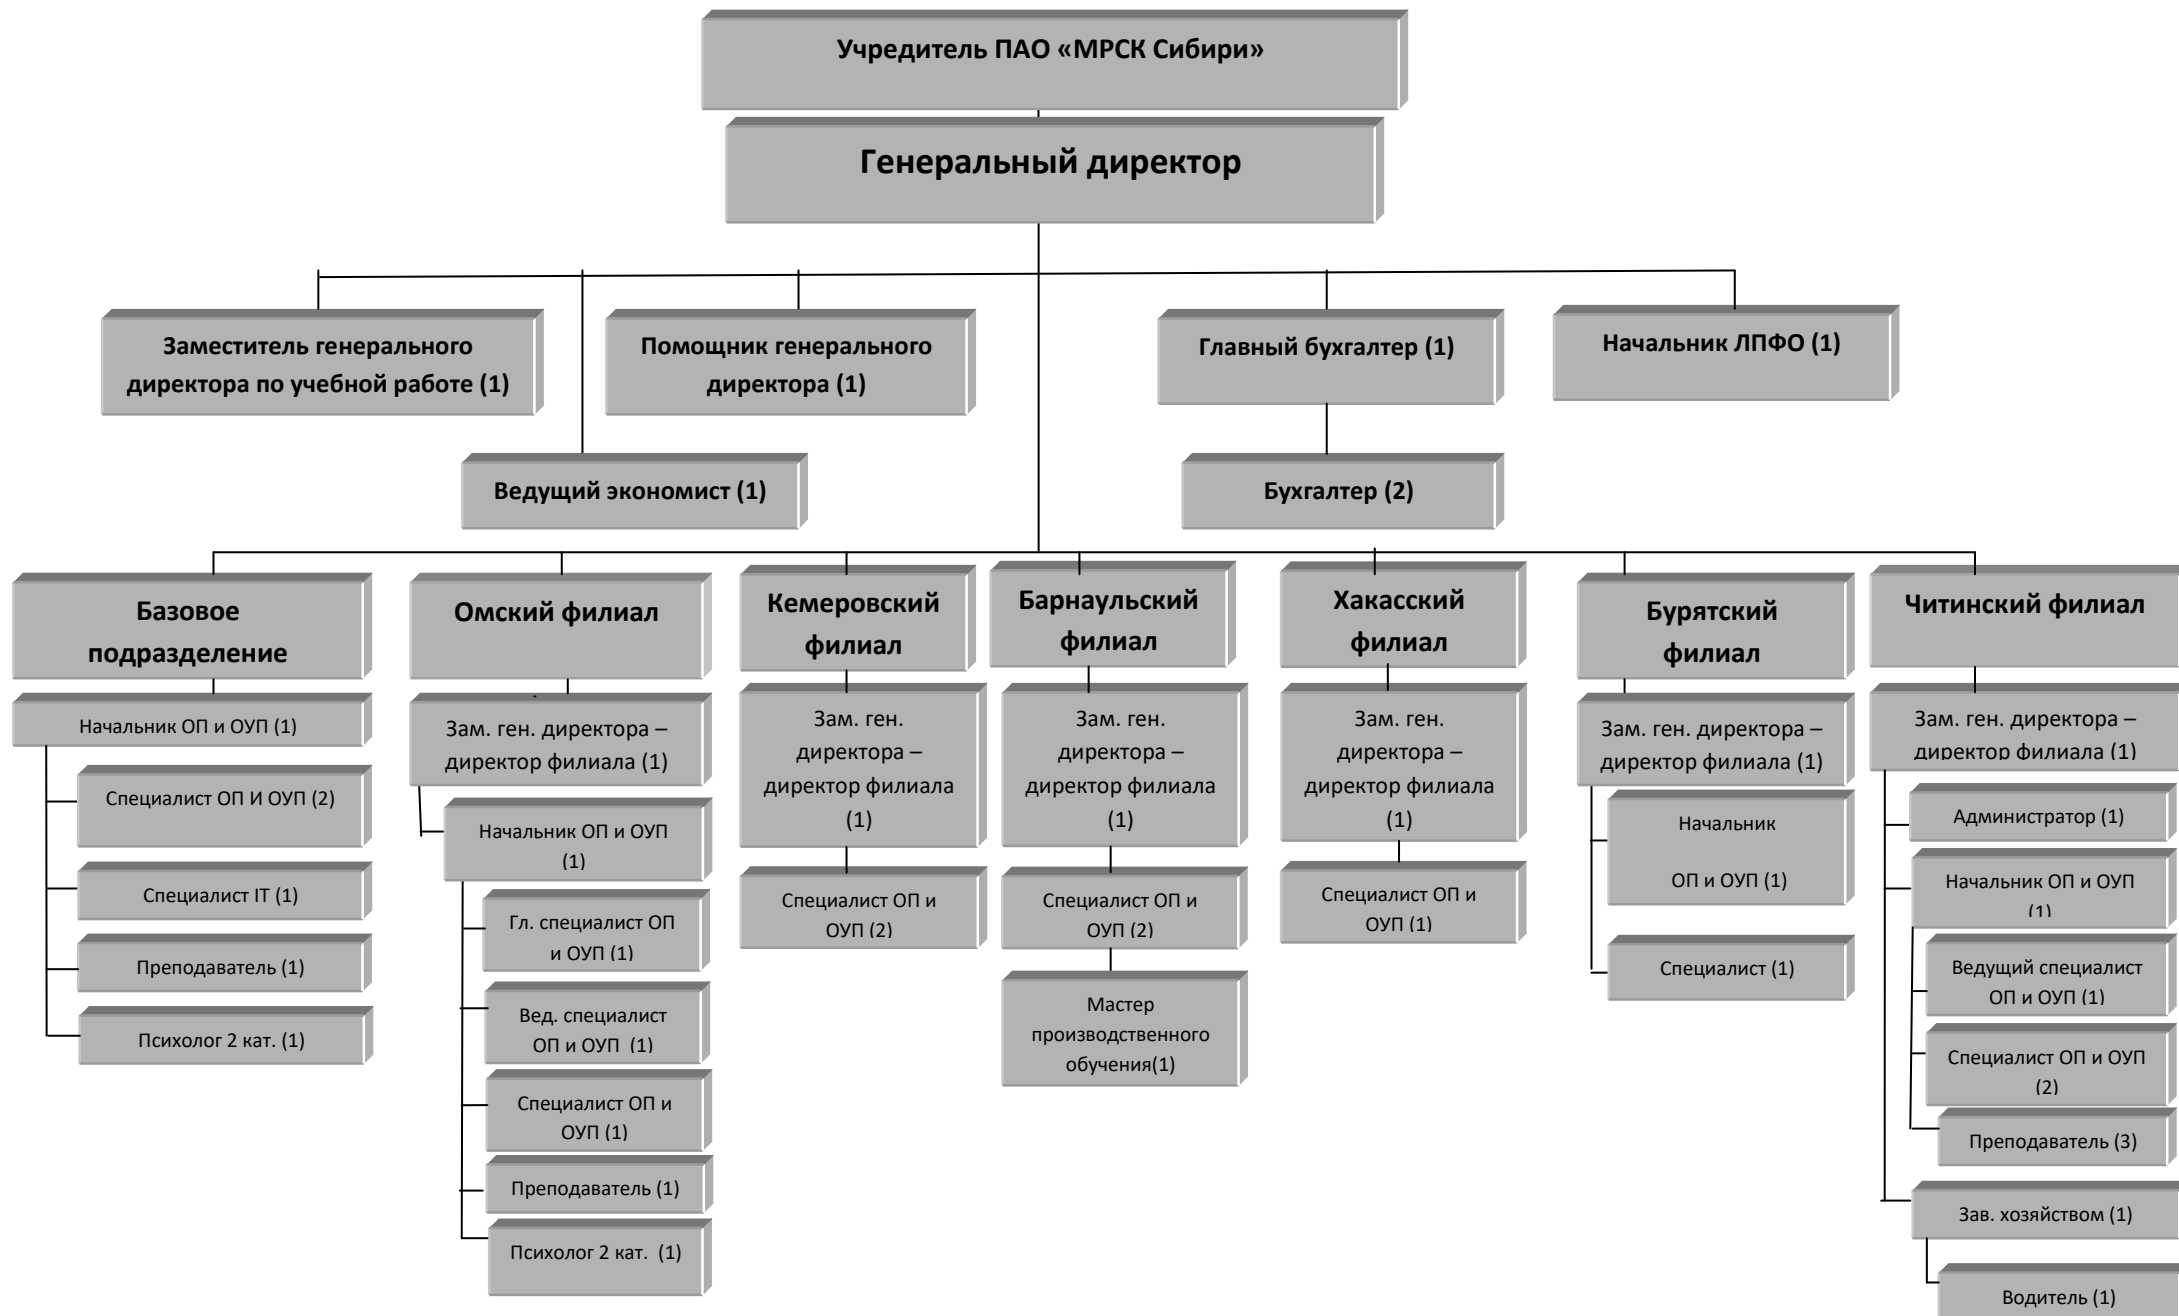 Учредитель ПАО «МРСК Сибири»
Генеральный директор
Заместитель генерального
директора по учебной работе (1)
Помощник генерального
директора (1)
Главный бухгалтер (1)
Начальник ЛПФО (1)
Ведущий экономист (1)
Бухгалтер (2)
Базовое
подразделение
Начальник ОП и ОУП (1)
Специалист ОП И ОУП (2)
Специалист IT (1)
Преподаватель (1)
Психолог 2 кат. (1)
Омский филиал
Зам. ген. директора –
директор филиала (1)
Начальник ОП и ОУП
(1)
Гл. специалист ОП
и ОУП (1)
Вед. специалист
ОП и ОУП (1)
Специалист ОП и
ОУП (1)
Преподаватель (1)
Психолог 2 кат. (1)
Кемеровский
филиал
Зам. ген.
директора –
директор филиала
(1)
Специалист ОП и
ОУП (2)
Барнаульский
филиал
Зам. ген.
директора –
директор филиала
(1)
Специалист ОП и
ОУП (2)
Мастер
производственного
обучения(1)
Хакасский
филиал
Зам. ген.
директора –
директор филиала
(1)
Специалист ОП и
ОУП (1)
Бурятский
филиал
Зам. ген. директора –
директор филиала (1)
Начальник
ОП и ОУП (1)
Специалист (1)
Читинский филиал
Зам. ген. директора –
директор филиала (1)
Администратор (1)
Начальник ОП и ОУП
(1)
Ведущий специалист
ОП и ОУП (1)
Специалист ОП и ОУП
(2)
Преподаватель (3)
Зав. хозяйством (1)
Водитель (1)